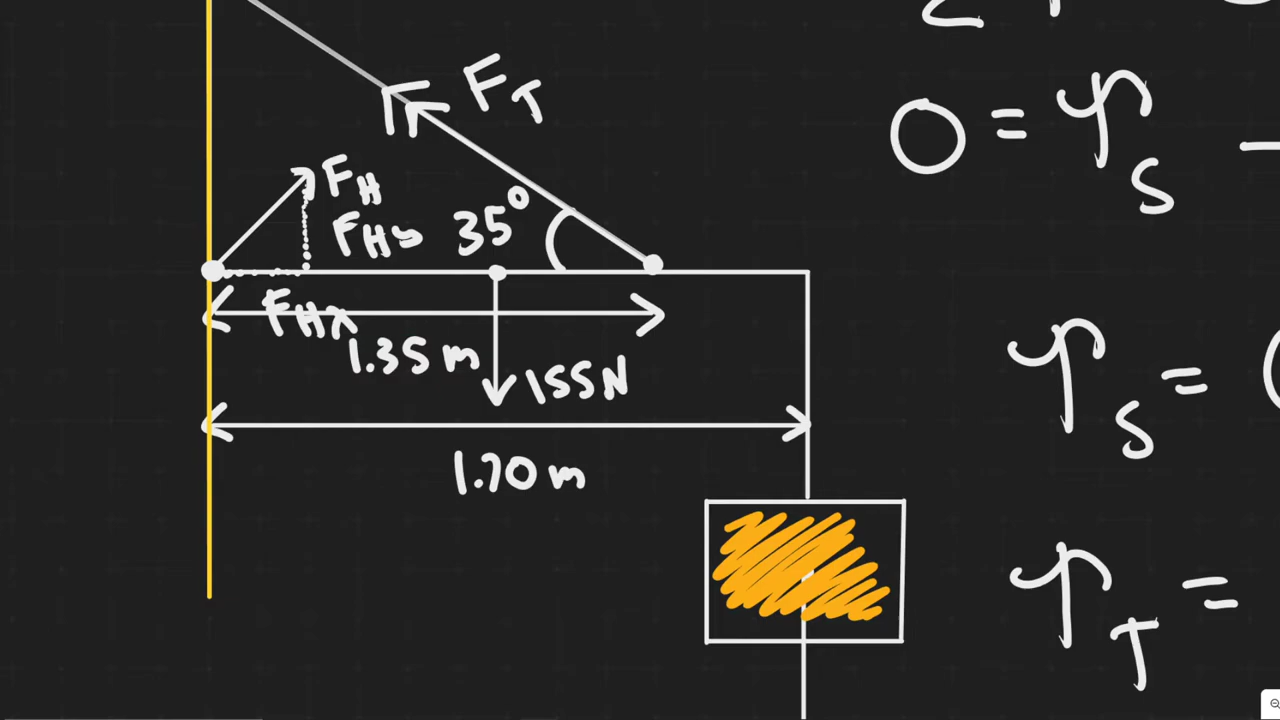 F_T
0 = τ_S -
F_H
F_Hy 35°
F_Hx
1.35 m
155N
τ_S =
1.70 m
τ_T =